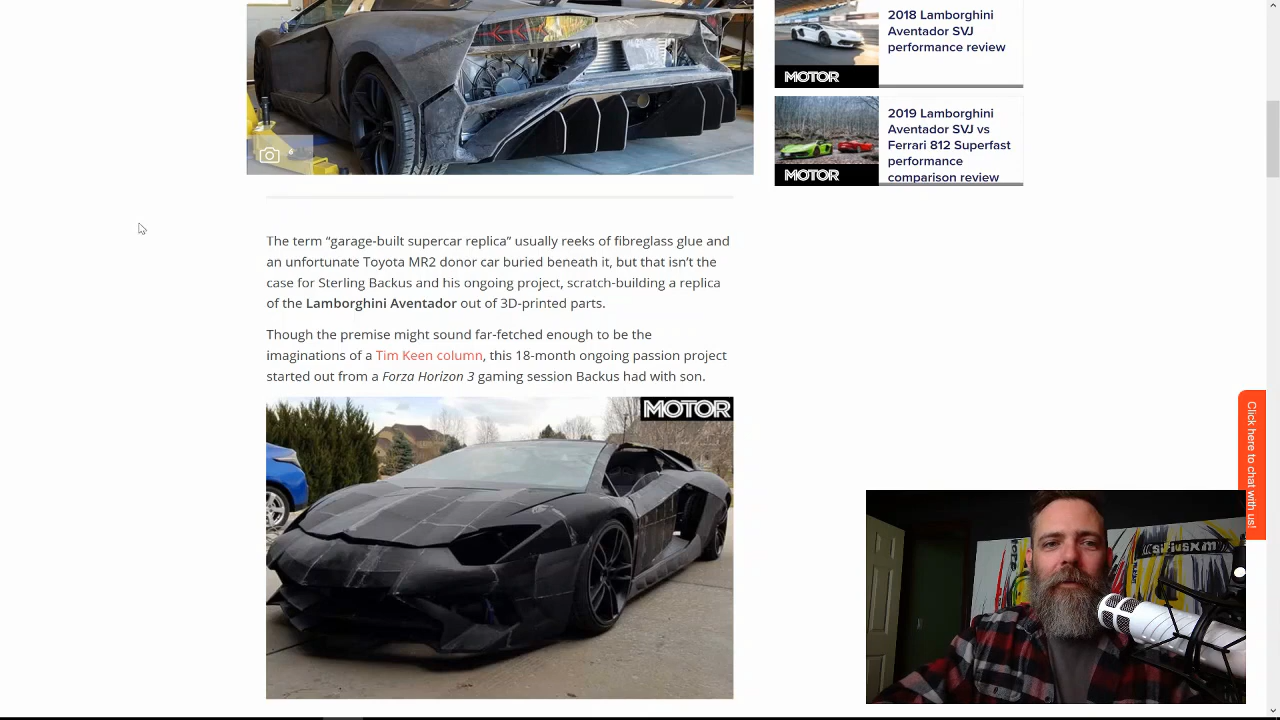 2018 Lamborghini
Aventador SVJ
performance review
MOTOR
2019 Lamborghini
Aventador SVJ vs
Ferrari 812 Superfast
performance
comparison review
MOTOR
The term “garage-built supercar replica” usually reeks of fibreglass glue and
an unfortunate Toyota MR2 donor car buried beneath it, but that isn’t the
case for Sterling Backus and his ongoing project, scratch-building a replica
of the Lamborghini Aventador out of 3D-printed parts.
Though the premise might sound far-fetched enough to be the
imaginations of a Tim Keen column, this 18-month ongoing passion project
started out from a Forza Horizon 3 gaming session Backus had with son.
MOTOR
Click here to chat with us!
siriusxm